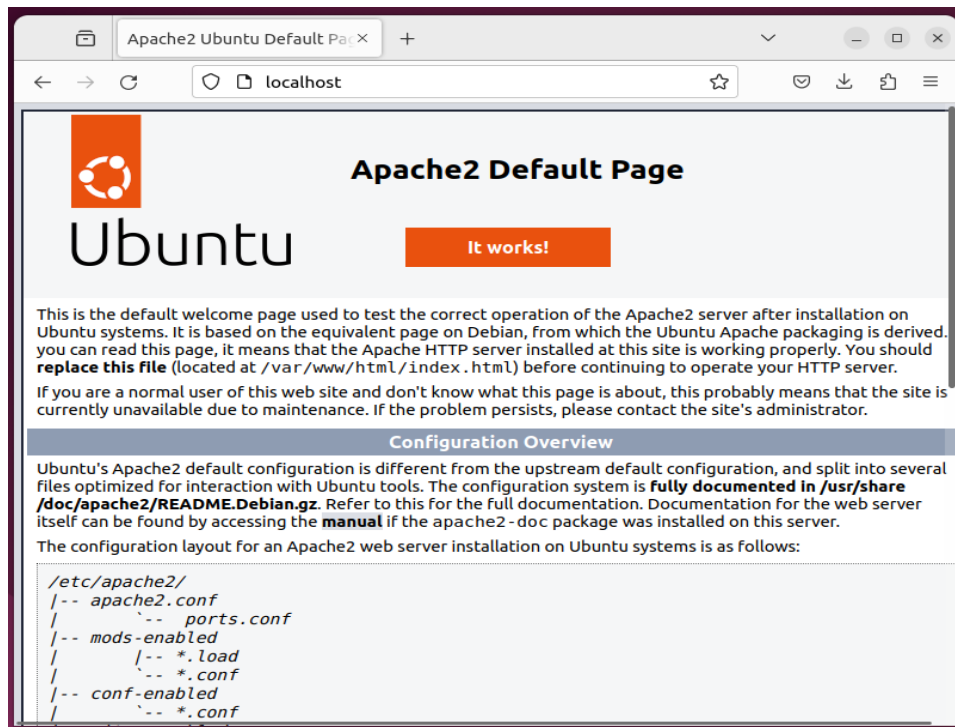 Apache2 Ubuntu Default Pag
localhost
Ubuntu
Apache2 Default Page
It works!
This is the default welcome page used to test the correct operation of the Apache2 server after installation on
Ubuntu systems. It is based on the equivalent page on Debian, from which the Ubuntu Apache packaging is derived.
you can read this page, it means that the Apache HTTP server installed at this site is working properly. You should
replace this file (located at /var/www/html/index.html) before continuing to operate your HTTP server.
If you are a normal user of this web site and don't know what this page is about, this probably means that the site is
currently unavailable due to maintenance. If the problem persists, please contact the site's administrator.
Configuration Overview
Ubuntu's Apache2 default configuration is different from the upstream default configuration, and split into several
files optimized for interaction with Ubuntu tools. The configuration system is fully documented in /usr/share
/doc/apache2/README.Debian.gz. Refer to this for the full documentation. Documentation for the web server
itself can be found by accessing the manual if the apache2-doc package was installed on this server.
The configuration layout for an Apache2 web server installation on Ubuntu systems is as follows:
/etc/apache2/
|-- apache2.conf
|       `--  ports.conf
|-- mods-enabled
|       |-- *.load
|       `-- *.conf
|-- conf-enabled
|       `-- *.conf